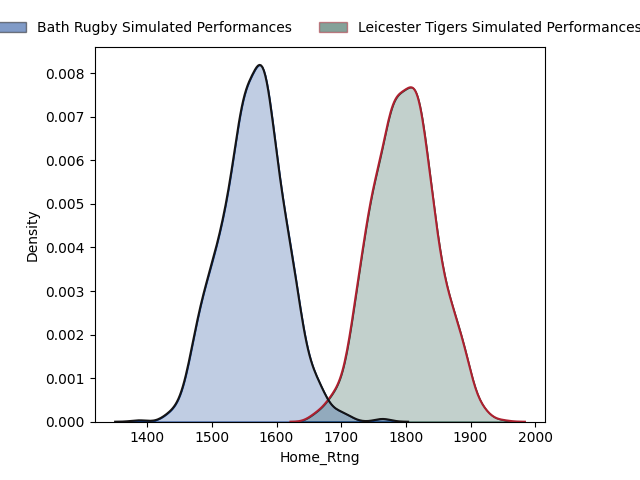 Bath Rugby Simulated Performances Leicester Tigers Simulated Performances
0.008
0.007
0.006
0.005
0.004
0.003
0.002
0.001
0.000
Density
1400 1500 1600 1700 1800 1900 2000
Home_Rtng